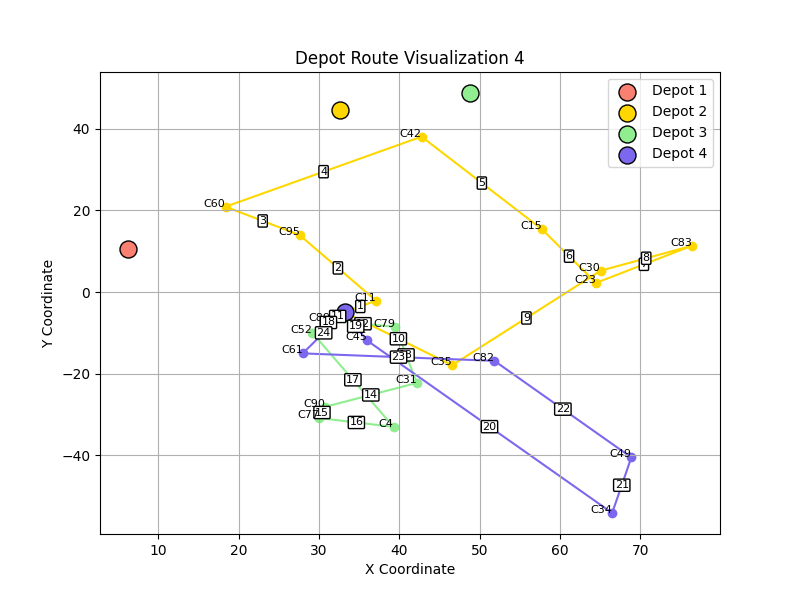 Depot Route Visualization 4
Depot 1
Depot 2
Depot 3
Depot 4
Y Coordinate
40
20
0
−20
−40
10
20
30
40
50
60
70
X Coordinate
C42
4
5
C60
3
C95
C15
C83
2
6
8
C30
C23
C11
1
9
11
18
19
C79
24
C52
C45
10
C61
23
C82
C35
17
C31
14
C90
15
C77
16
C4
22
20
C49
21
C34